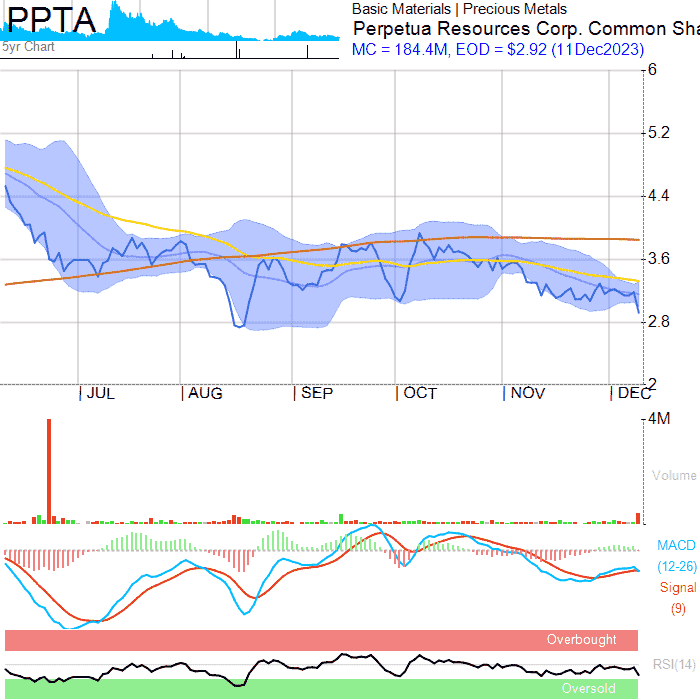 PPTA
5yr Chart
Basic Materials | Precious Metals
Perpetua Resources Corp. Common Sha
MC = 184.4M, EOD = $2.92 (11Dec2023)
6
5.2
4.4
3.6
2.8
2
| JUL | AUG | SEP | OCT | NOV | DEC
4M
Volume
MACD
(12-26)
Signal
(9)
Overbought
RSI(14)
Oversold